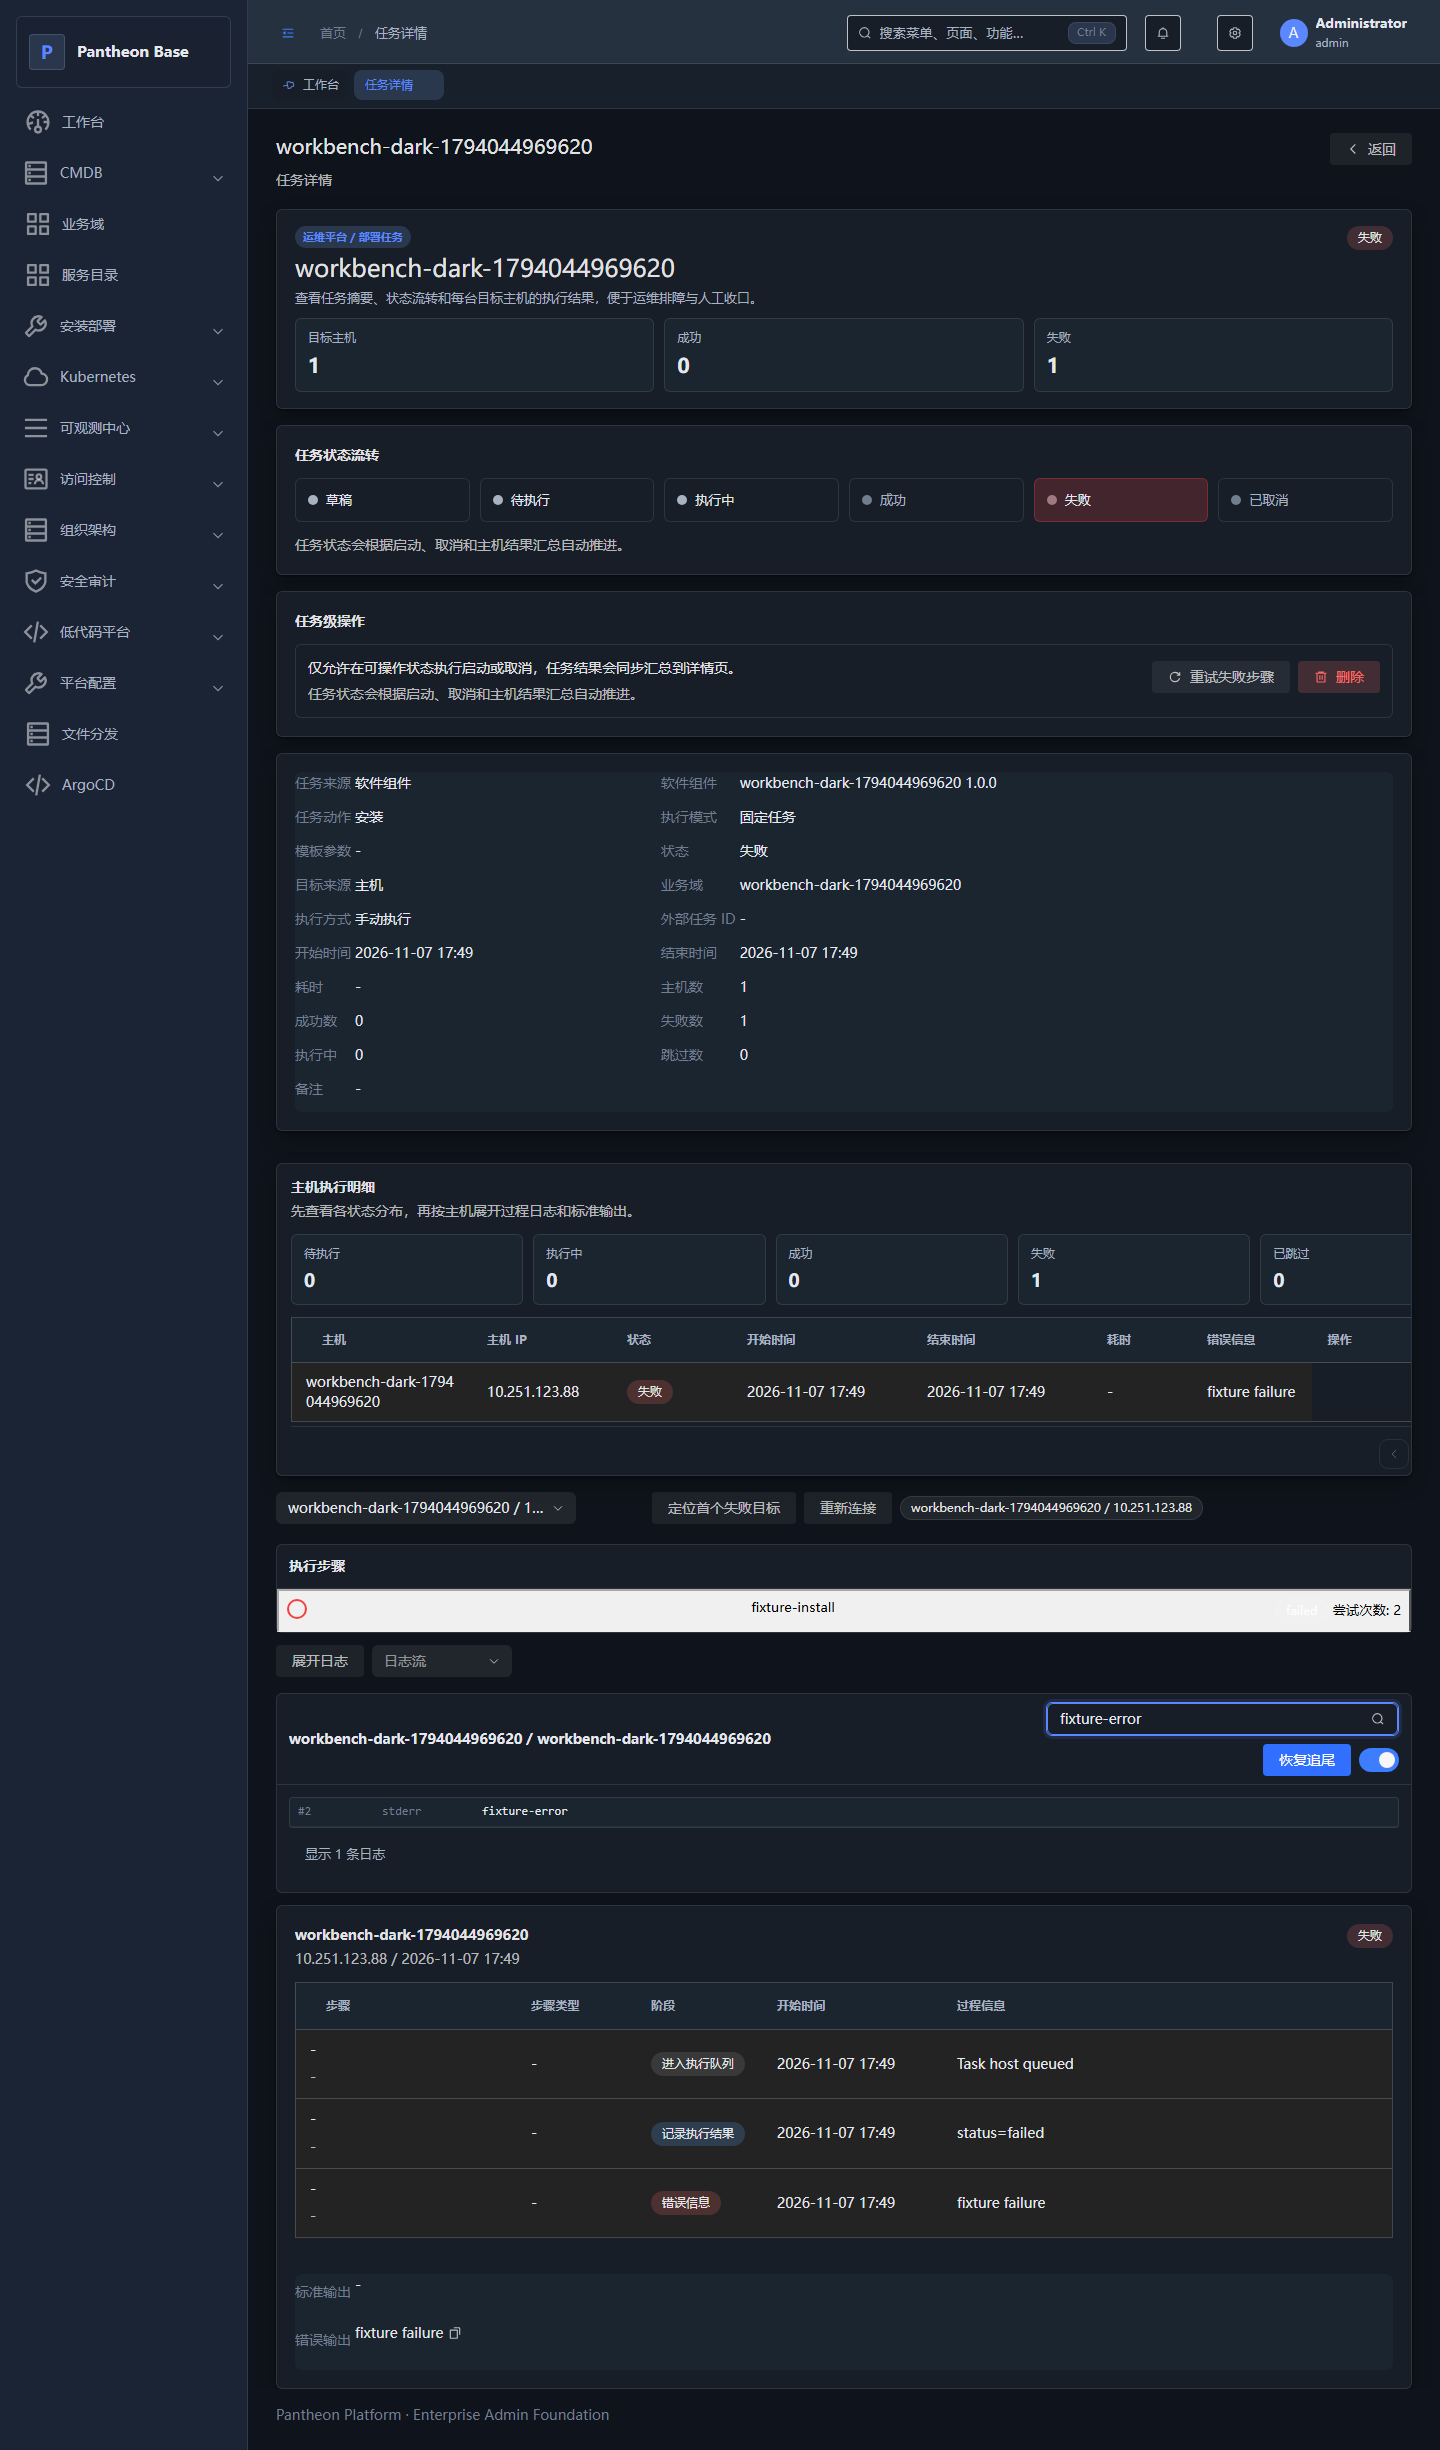 P Pantheon Base
工作台
CMDB
业务域
服务目录
安装部署
Kubernetes
可观测中心
访问控制
组织架构
安全审计
低代码平台
平台配置
文件分发
ArgoCD
首页 / 任务详情
搜索菜单、页面、功能... Ctrl K
A Administrator
admin
工作台 任务详情
workbench-dark-1794044969620
任务详情
返回
运维平台 / 部署任务
失败
workbench-dark-1794044969620
查看任务摘要、状态流转和每台目标主机的执行结果，便于运维排障与人工收口。
目标主机 成功 失败
1 0 1
任务状态流转
草稿 待执行 执行中 成功 失败 已取消
任务状态会根据启动、取消和主机结果汇总自动推进。
任务级操作
仅允许在可操作状态执行启动或取消，任务结果会同步汇总到详情页。
任务状态会根据启动、取消和主机结果汇总自动推进。
重试失败步骤 删除
任务来源 软件组件 软件组件 workbench-dark-1794044969620 1.0.0
任务动作 安装 执行模式 固定任务
模板参数 - 状态 失败
目标来源 主机 业务域 workbench-dark-1794044969620
执行方式 手动执行 外部任务 ID -
开始时间 2026-11-07 17:49 结束时间 2026-11-07 17:49
耗时 - 主机数 1
成功数 0 失败数 1
执行中 0 跳过数 0
备注 -
主机执行明细
先查看各状态分布，再按主机展开过程日志和标准输出。
待执行 执行中 成功 失败 已跳过
0 0 0 1 0
主机 主机 IP 状态 开始时间 结束时间 耗时 错误信息 操作
workbench-dark-1794
044969620 10.251.123.88 失败 2026-11-07 17:49 2026-11-07 17:49 - fixture failure
workbench-dark-1794044969620 / 1... 定位首个失败目标 重新连接 workbench-dark-1794044969620 / 10.251.123.88
执行步骤
fixture-install failed 尝试次数: 2
展开日志 日志流
fixture-error
workbench-dark-1794044969620 / workbench-dark-1794044969620
恢复追尾
#2 stderr fixture-error
显示 1 条日志
workbench-dark-1794044969620
失败
10.251.123.88 / 2026-11-07 17:49
步骤 步骤类型 阶段 开始时间 过程信息
-
- - 进入执行队列 2026-11-07 17:49 Task host queued
-
- - 记录执行结果 2026-11-07 17:49 status=failed
-
- - 错误信息 2026-11-07 17:49 fixture failure
标准输出 -
错误输出 fixture failure
Pantheon Platform · Enterprise Admin Foundation